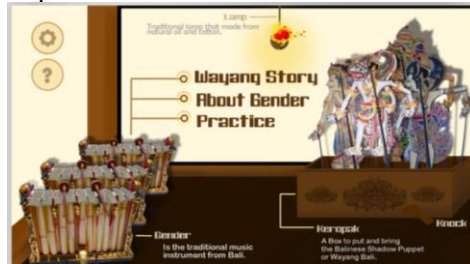 Lamp
Traditional lamp that made from
natural oil and cotton.
?
Wayang Story
About Gender
Practice
Gender
Is the traditional music
instrument from Bali.
Keropak
A Box to put and bring
the Balinese Shadow Puppet
or Wayang Bali.
Knock